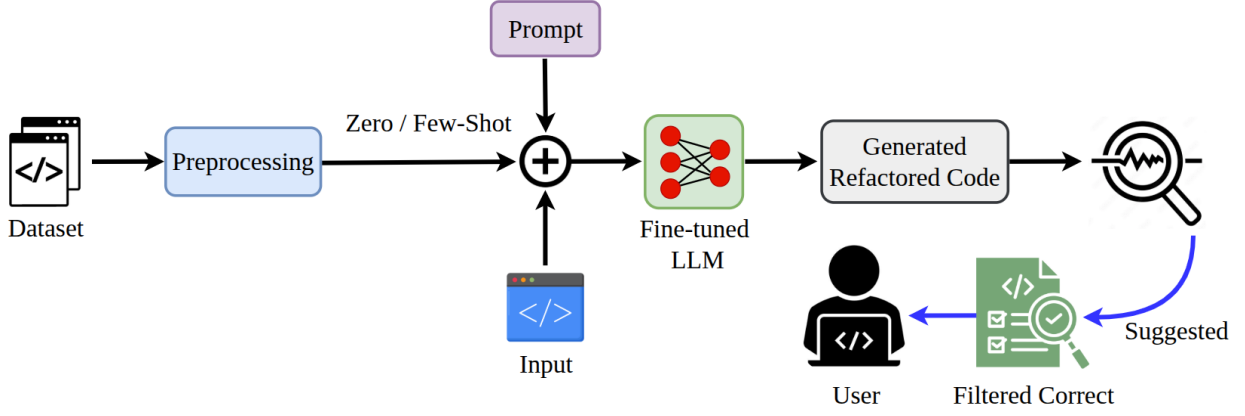 Prompt
Zero / Few-Shot
Preprocessing
Generated
Refactored Code
</>
Dataset
Fine-tuned
LLM
</>
Input
</>
</>
Suggested
User
Filtered Correct